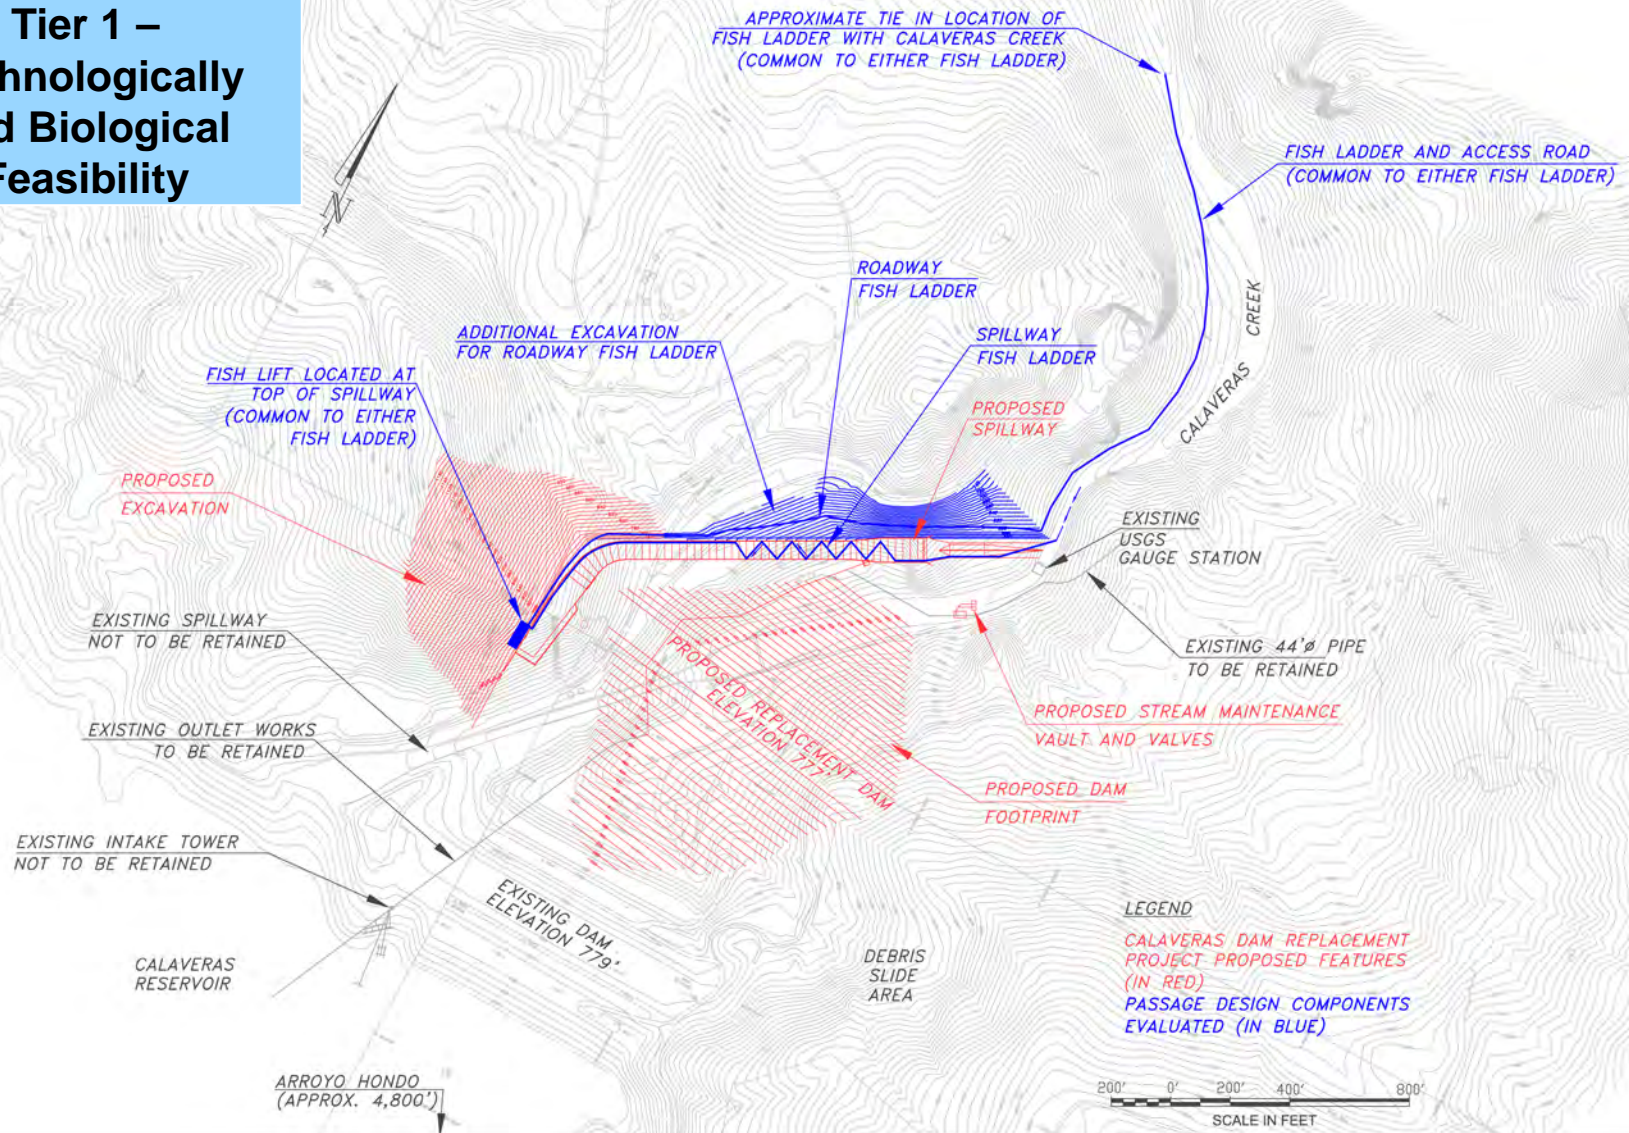 Tier 1 –
chnologically
d Biological
Feasibility
APPROXIMATE TIE IN LOCATION OF
FISH LADDER WITH CALAVERAS CREEK
(COMMON TO EITHER FISH LADDER)
FISH LADDER AND ACCESS ROAD
(COMMON TO EITHER FISH LADDER)
N
ROADWAY
FISH LADDER
ADDITIONAL EXCAVATION
FOR ROADWAY FISH LADDER
SPILLWAY
FISH LADDER
CALAVERAS CREEK
FISH LIFT LOCATED AT
TOP OF SPILLWAY
(COMMON TO EITHER
FISH LADDER)
PROPOSED
SPILLWAY
PROPOSED
EXCAVATION
EXISTING
USGS
GAUGE STATION
EXISTING SPILLWAY
NOT TO BE RETAINED
EXISTING 44'ø PIPE
TO BE RETAINED
PROPOSED REPLACEMENT DAM
ELEVATION 777'
PROPOSED STREAM MAINTENANCE
VAULT AND VALVES
EXISTING OUTLET WORKS
TO BE RETAINED
PROPOSED DAM
FOOTPRINT
EXISTING INTAKE TOWER
NOT TO BE RETAINED
EXISTING DAM
ELEVATION 779'
CALAVERAS
RESERVOIR
DEBRIS
SLIDE
AREA
LEGEND
CALAVERAS DAM REPLACEMENT
PROJECT PROPOSED FEATURES
(IN RED)
PASSAGE DESIGN COMPONENTS
EVALUATED (IN BLUE)
ARROYO HONDO
(APPROX. 4,800')
200' 0' 200' 400' 800'
SCALE IN FEET